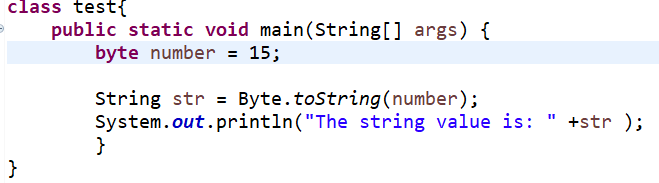 class test{
    public static void main(String[] args) {
        byte number = 15;

        String str = Byte.toString(number);
        System.out.println("The string value is: " +str );
        }
}